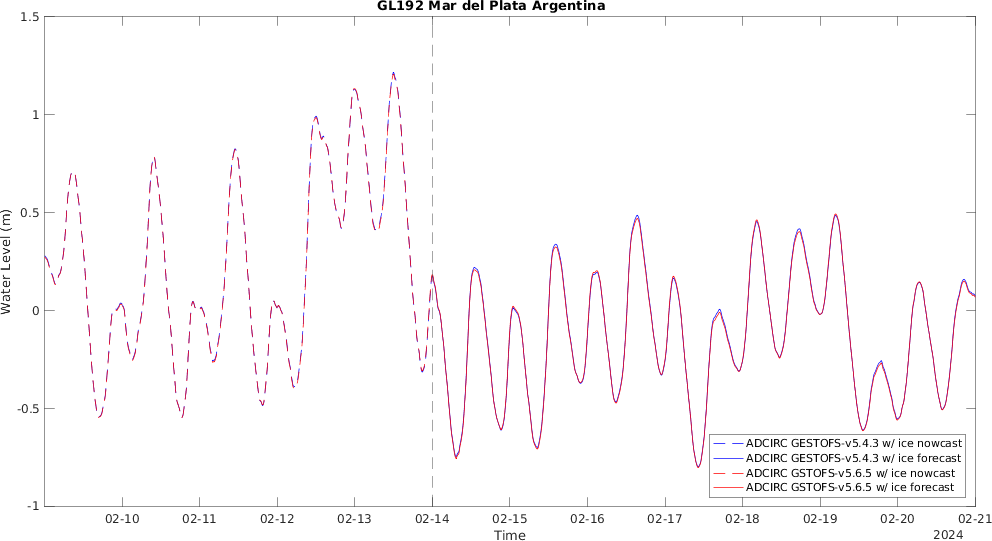 GL192 Mar del Plata Argentina
1.5
1
0.5
0
-0.5
-1
Water Level (m)
ADCIRC GESTOFS-v5.4.3 w/ ice nowcast
ADCIRC GESTOFS-v5.4.3 w/ ice forecast
ADCIRC GSTOFS-v5.6.5 w/ ice nowcast
ADCIRC GSTOFS-v5.6.5 w/ ice forecast
02-10 02-11 02-12 02-13 02-14 02-15 02-16 02-17 02-18 02-19 02-20 02-21
Time
2024